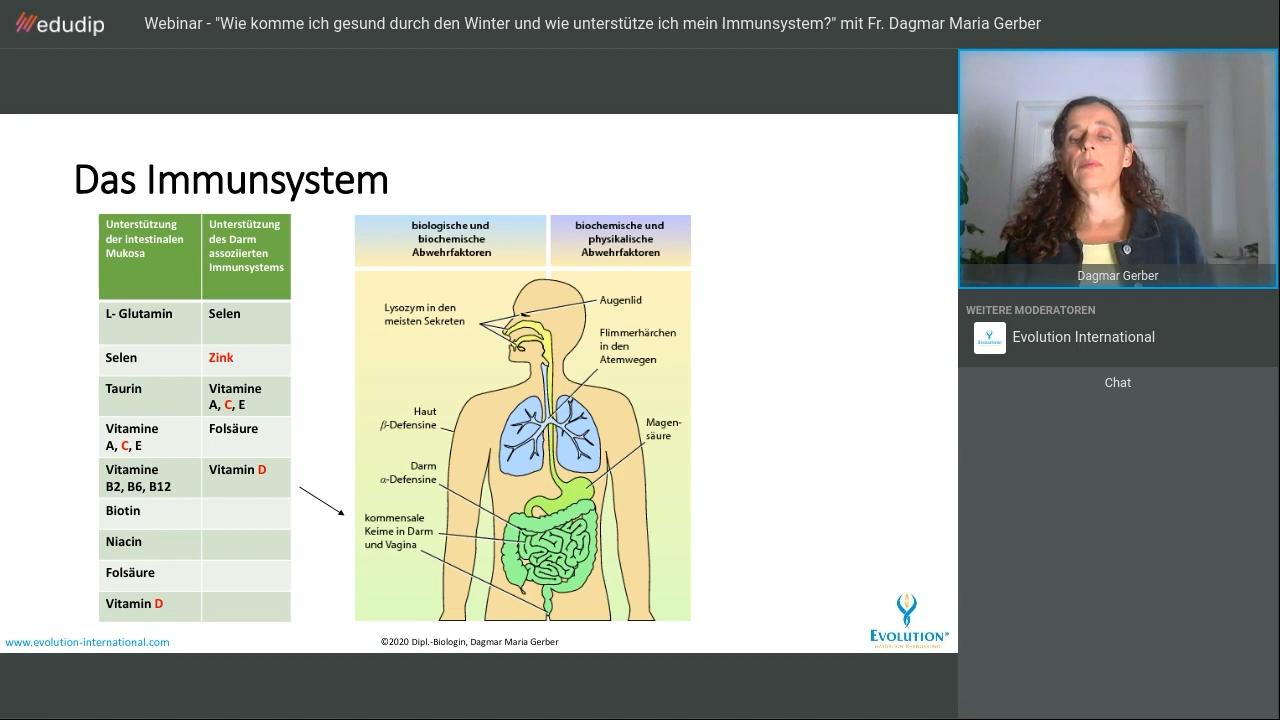 edudip
Webinar - "Wie komme ich gesund durch den Winter und wie unterstütze ich mein Immunsystem?" mit Fr. Dagmar Maria Gerber
Das Immunsystem
Unterstützung
der intestinalen
Mukosa
Unterstützung
des Darm
assoziierten
Immunsystems
L- Glutamin
Selen
Selen
Zink
Taurin
Vitamine
A, C, E
Vitamine
A, C, E
Folsäure
Vitamine
B2, B6, B12
Vitamin D
Biotin
Niacin
Folsäure
Vitamin D
biologische und
biochemische
Abwehrfaktoren
biochemische und
physikalische
Abwehrfaktoren
Lysozym in den
meisten Sekreten
Augenlid
Flimmerhärchen
in den
Atemwegen
Haut
β-Defensine
Magen-
säure
Darm
α-Defensine
kommensale
Keime in Darm
und Vagina
www.evolution-international.com
©2020 Dipl.-Biologin, Dagmar Maria Gerber
EVOLUTION®
Dagmar Gerber
WEITERE MODERATOREN
Evolution International
Chat